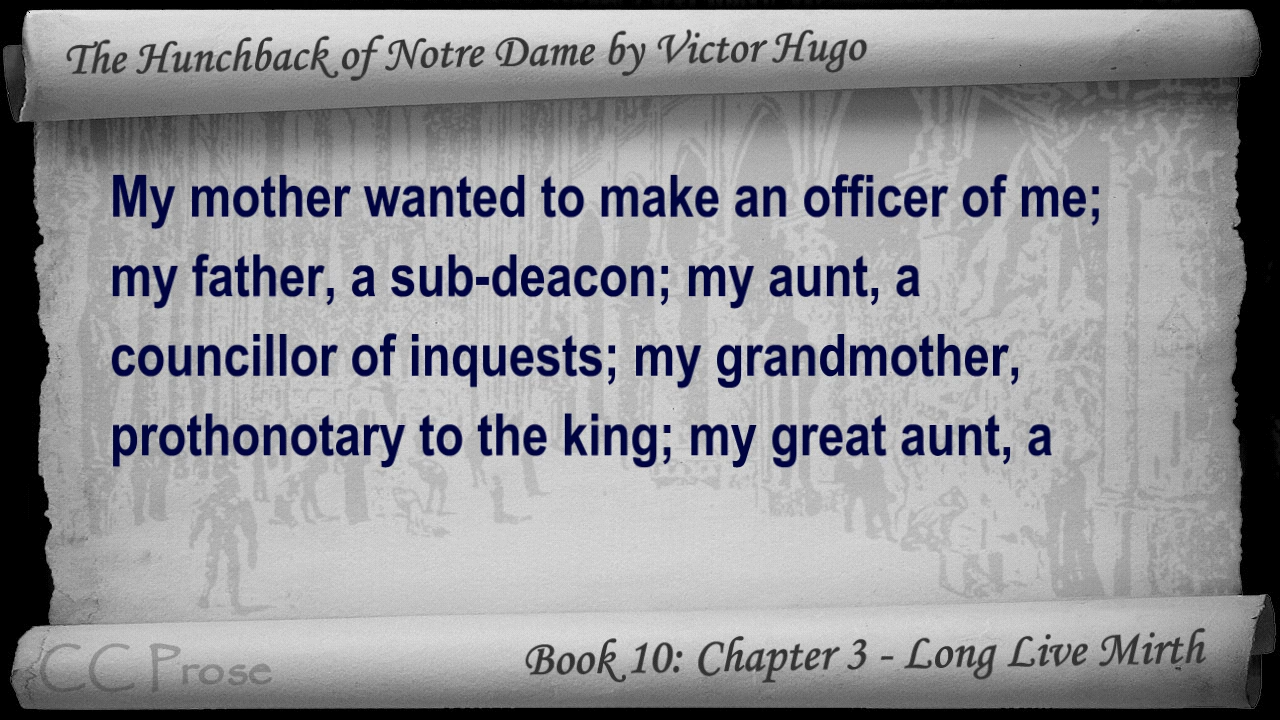 The Hunchback of Notre Dame by Victor Hugo
My mother wanted to make an officer of me;
my father, a sub-deacon; my aunt, a
councillor of inquests; my grandmother,
prothonotary to the king; my great aunt, a
CC Prose
Book 10: Chapter 3 - Long Live Mirth